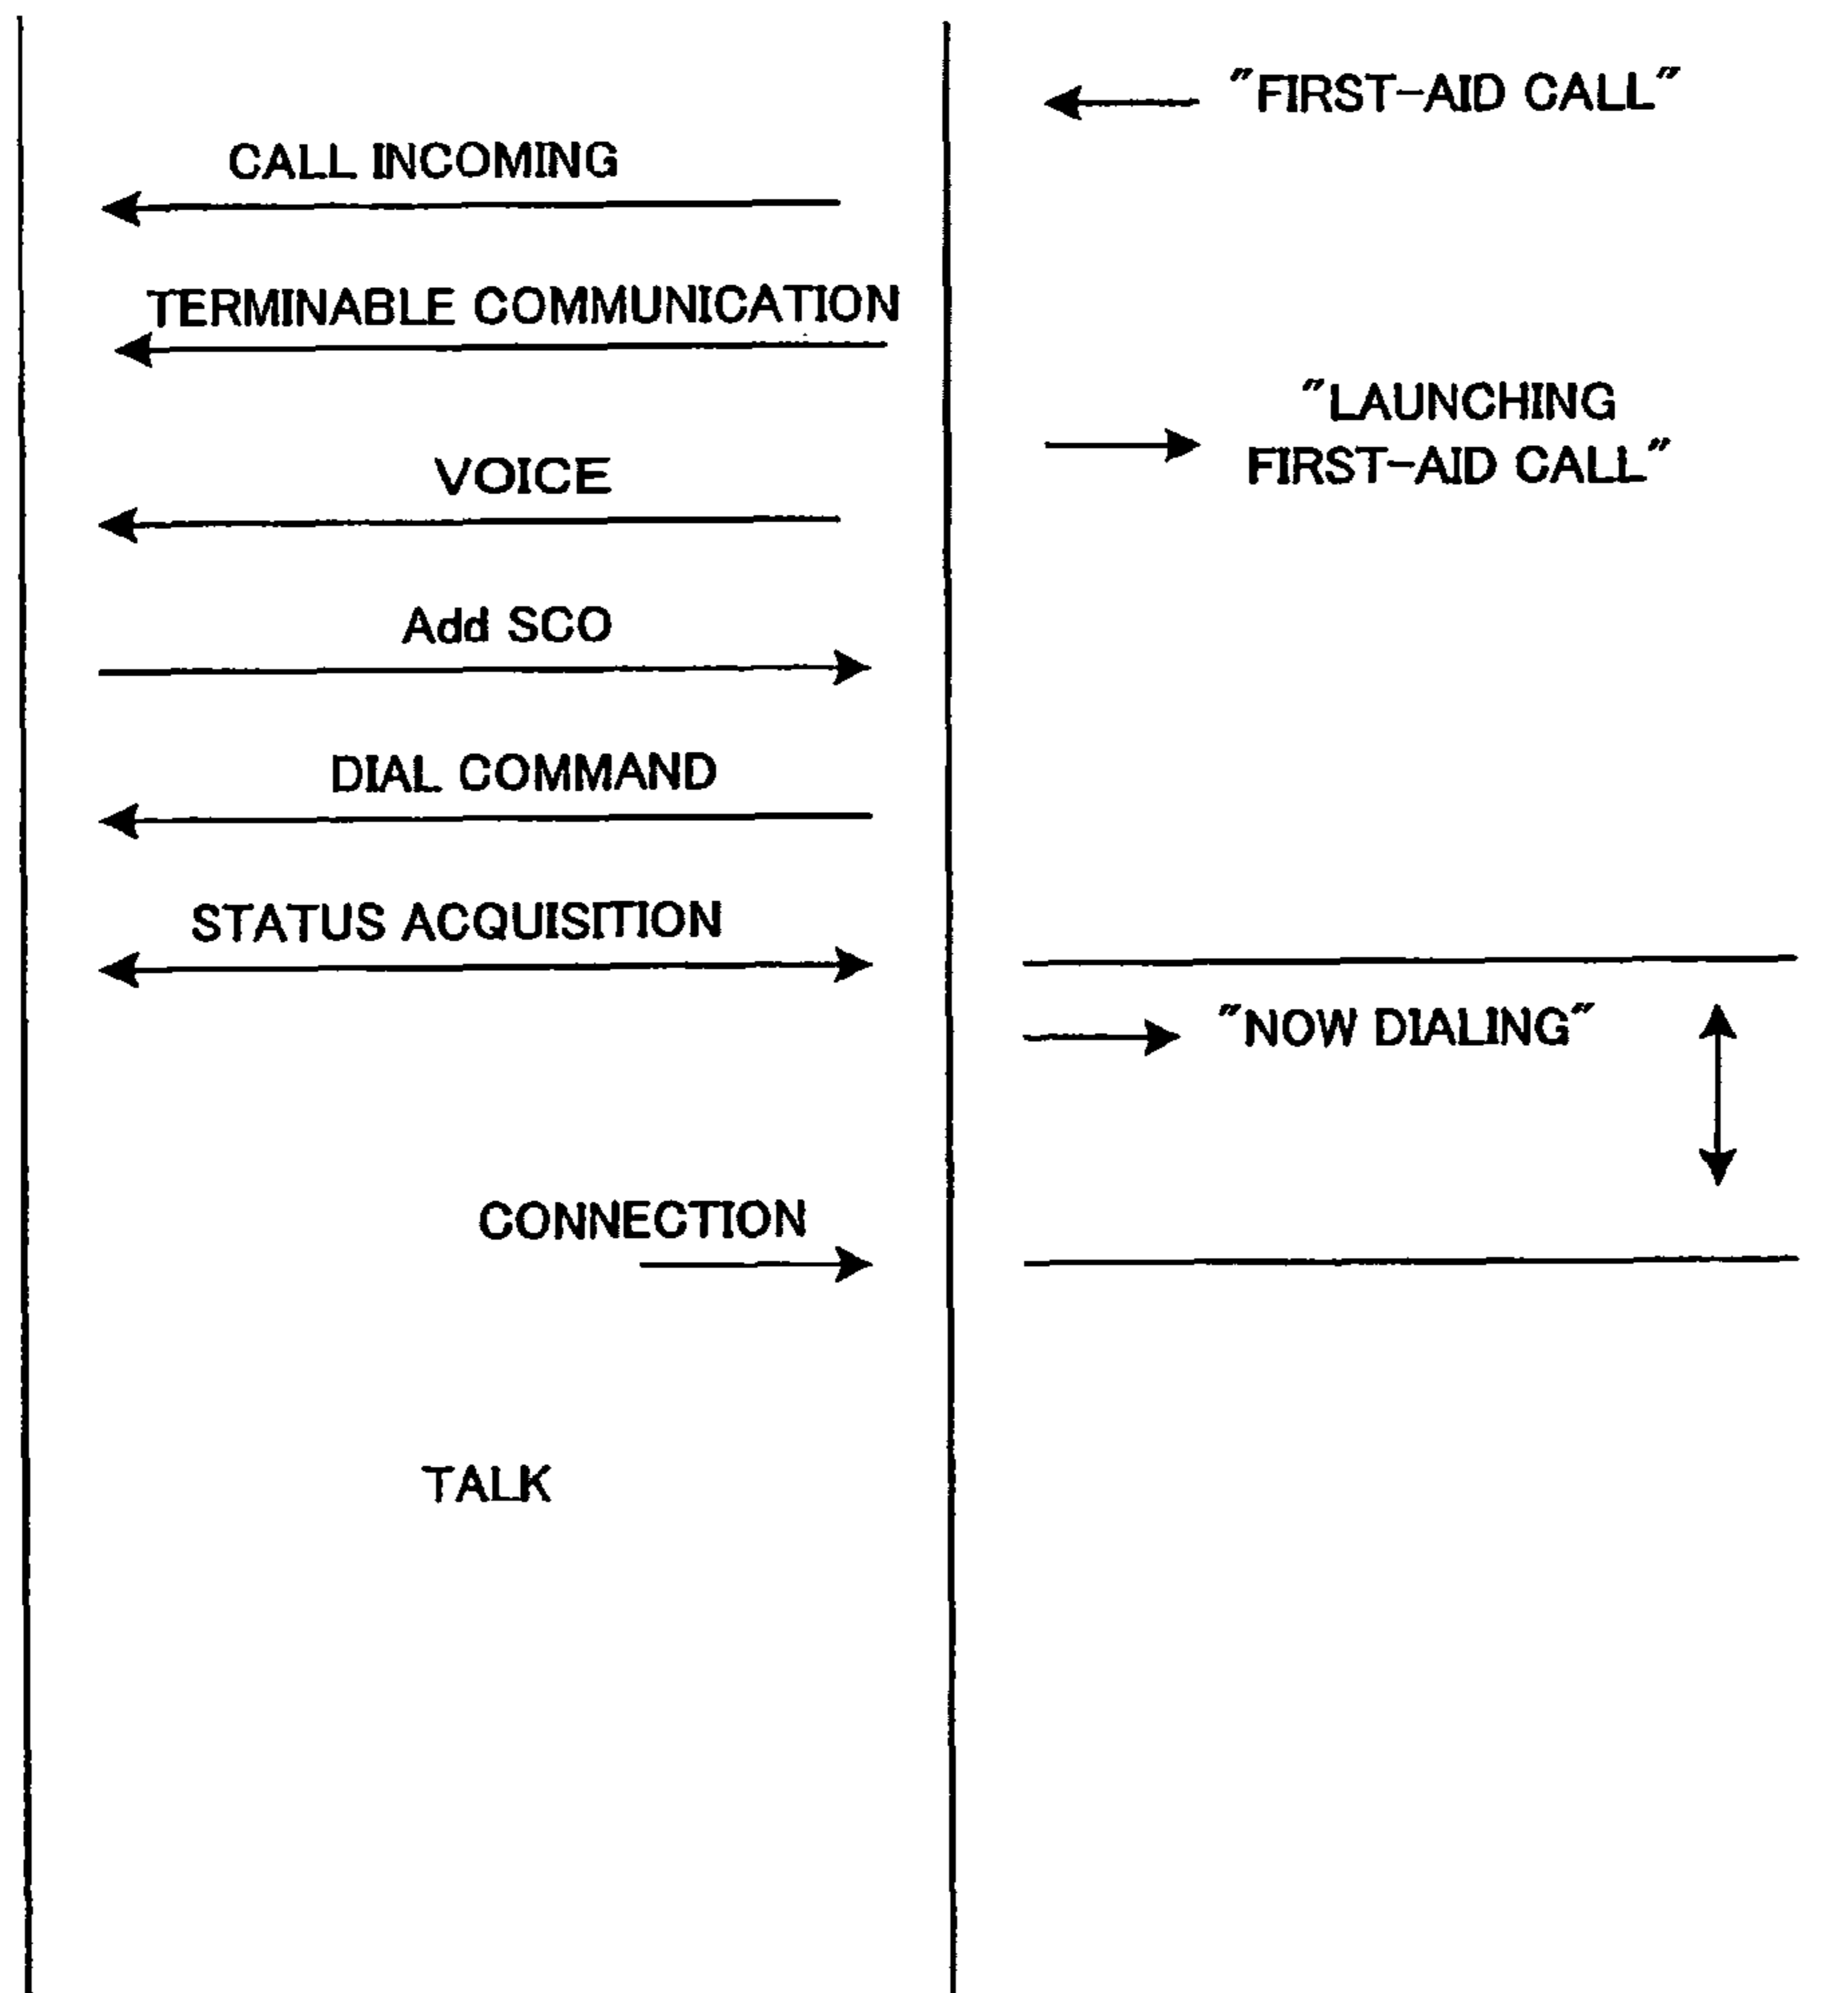 "FIRST-AID CALL"
CALL INCOMING
TERMINABLE COMMUNICATION
"LAUNCHING
FIRST-AID CALL"
VOICE
Add SCO
DIAL COMMAND
STATUS ACQUISITION
"NOW DIALING"
CONNECTION
TALK